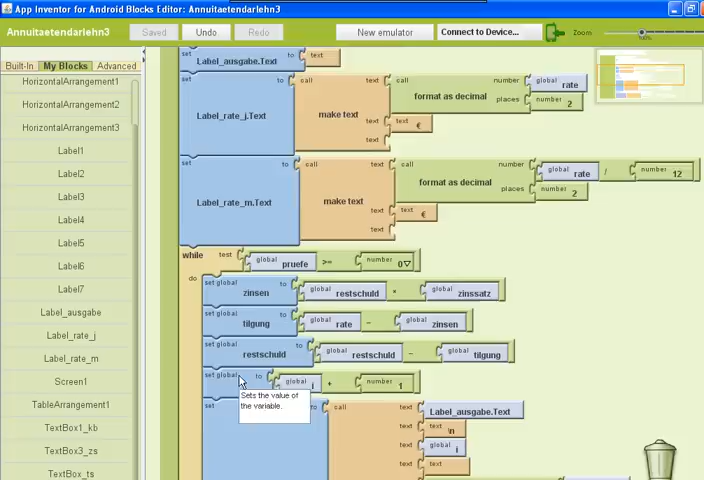 App Inventor for Android Blocks Editor: Annuitaetendarlehn3
Annuitaetendarlehn3
Saved
Undo
Redo
New emulator
Connect to Device...
Zoom
100%
Built-In
My Blocks
Advanced
HorizontalArrangement1
HorizontalArrangement2
HorizontalArrangement3
Label1
Label2
Label3
Label4
Label5
Label6
Label7
Label_ausgabe
Label_rate_j
Label_rate_m
Screen1
TableArrangement1
TextBox1_kb
TextBox3_zs
TextBox_ts
set Label_ausgabe.Text to text
set Label_rate_j.Text to call make text
text call format as decimal
number global rate
places number 2
text text €
text
set Label_rate_m.Text to call make text
text call format as decimal
number global rate / number 12
places number 2
text text €
text
while test global pruefe >= number 0
do
set global zinsen to global restschuld × global zinssatz
set global tilgung to global rate – global zinsen
set global restschuld to global restschuld – global tilgung
set global to global i + number 1
Sets the value of
the variable.
set to call
text Label_ausgabe.Text
text text \n
text global i
text text